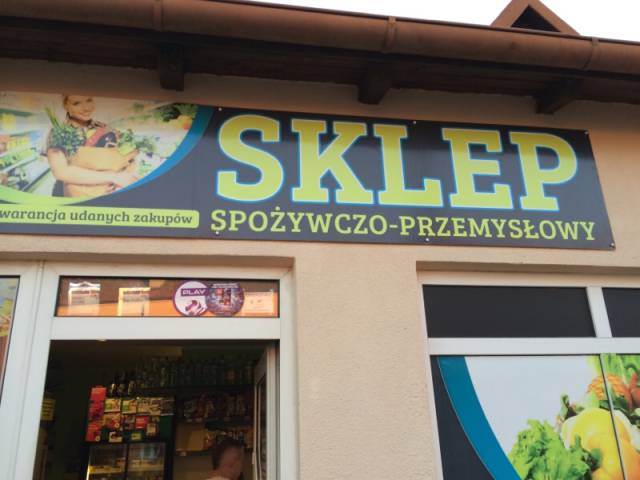 SKLEP
SPOŻYWCZO-PRZEMYSŁOWY
warancja udanych zakupów
PLAY